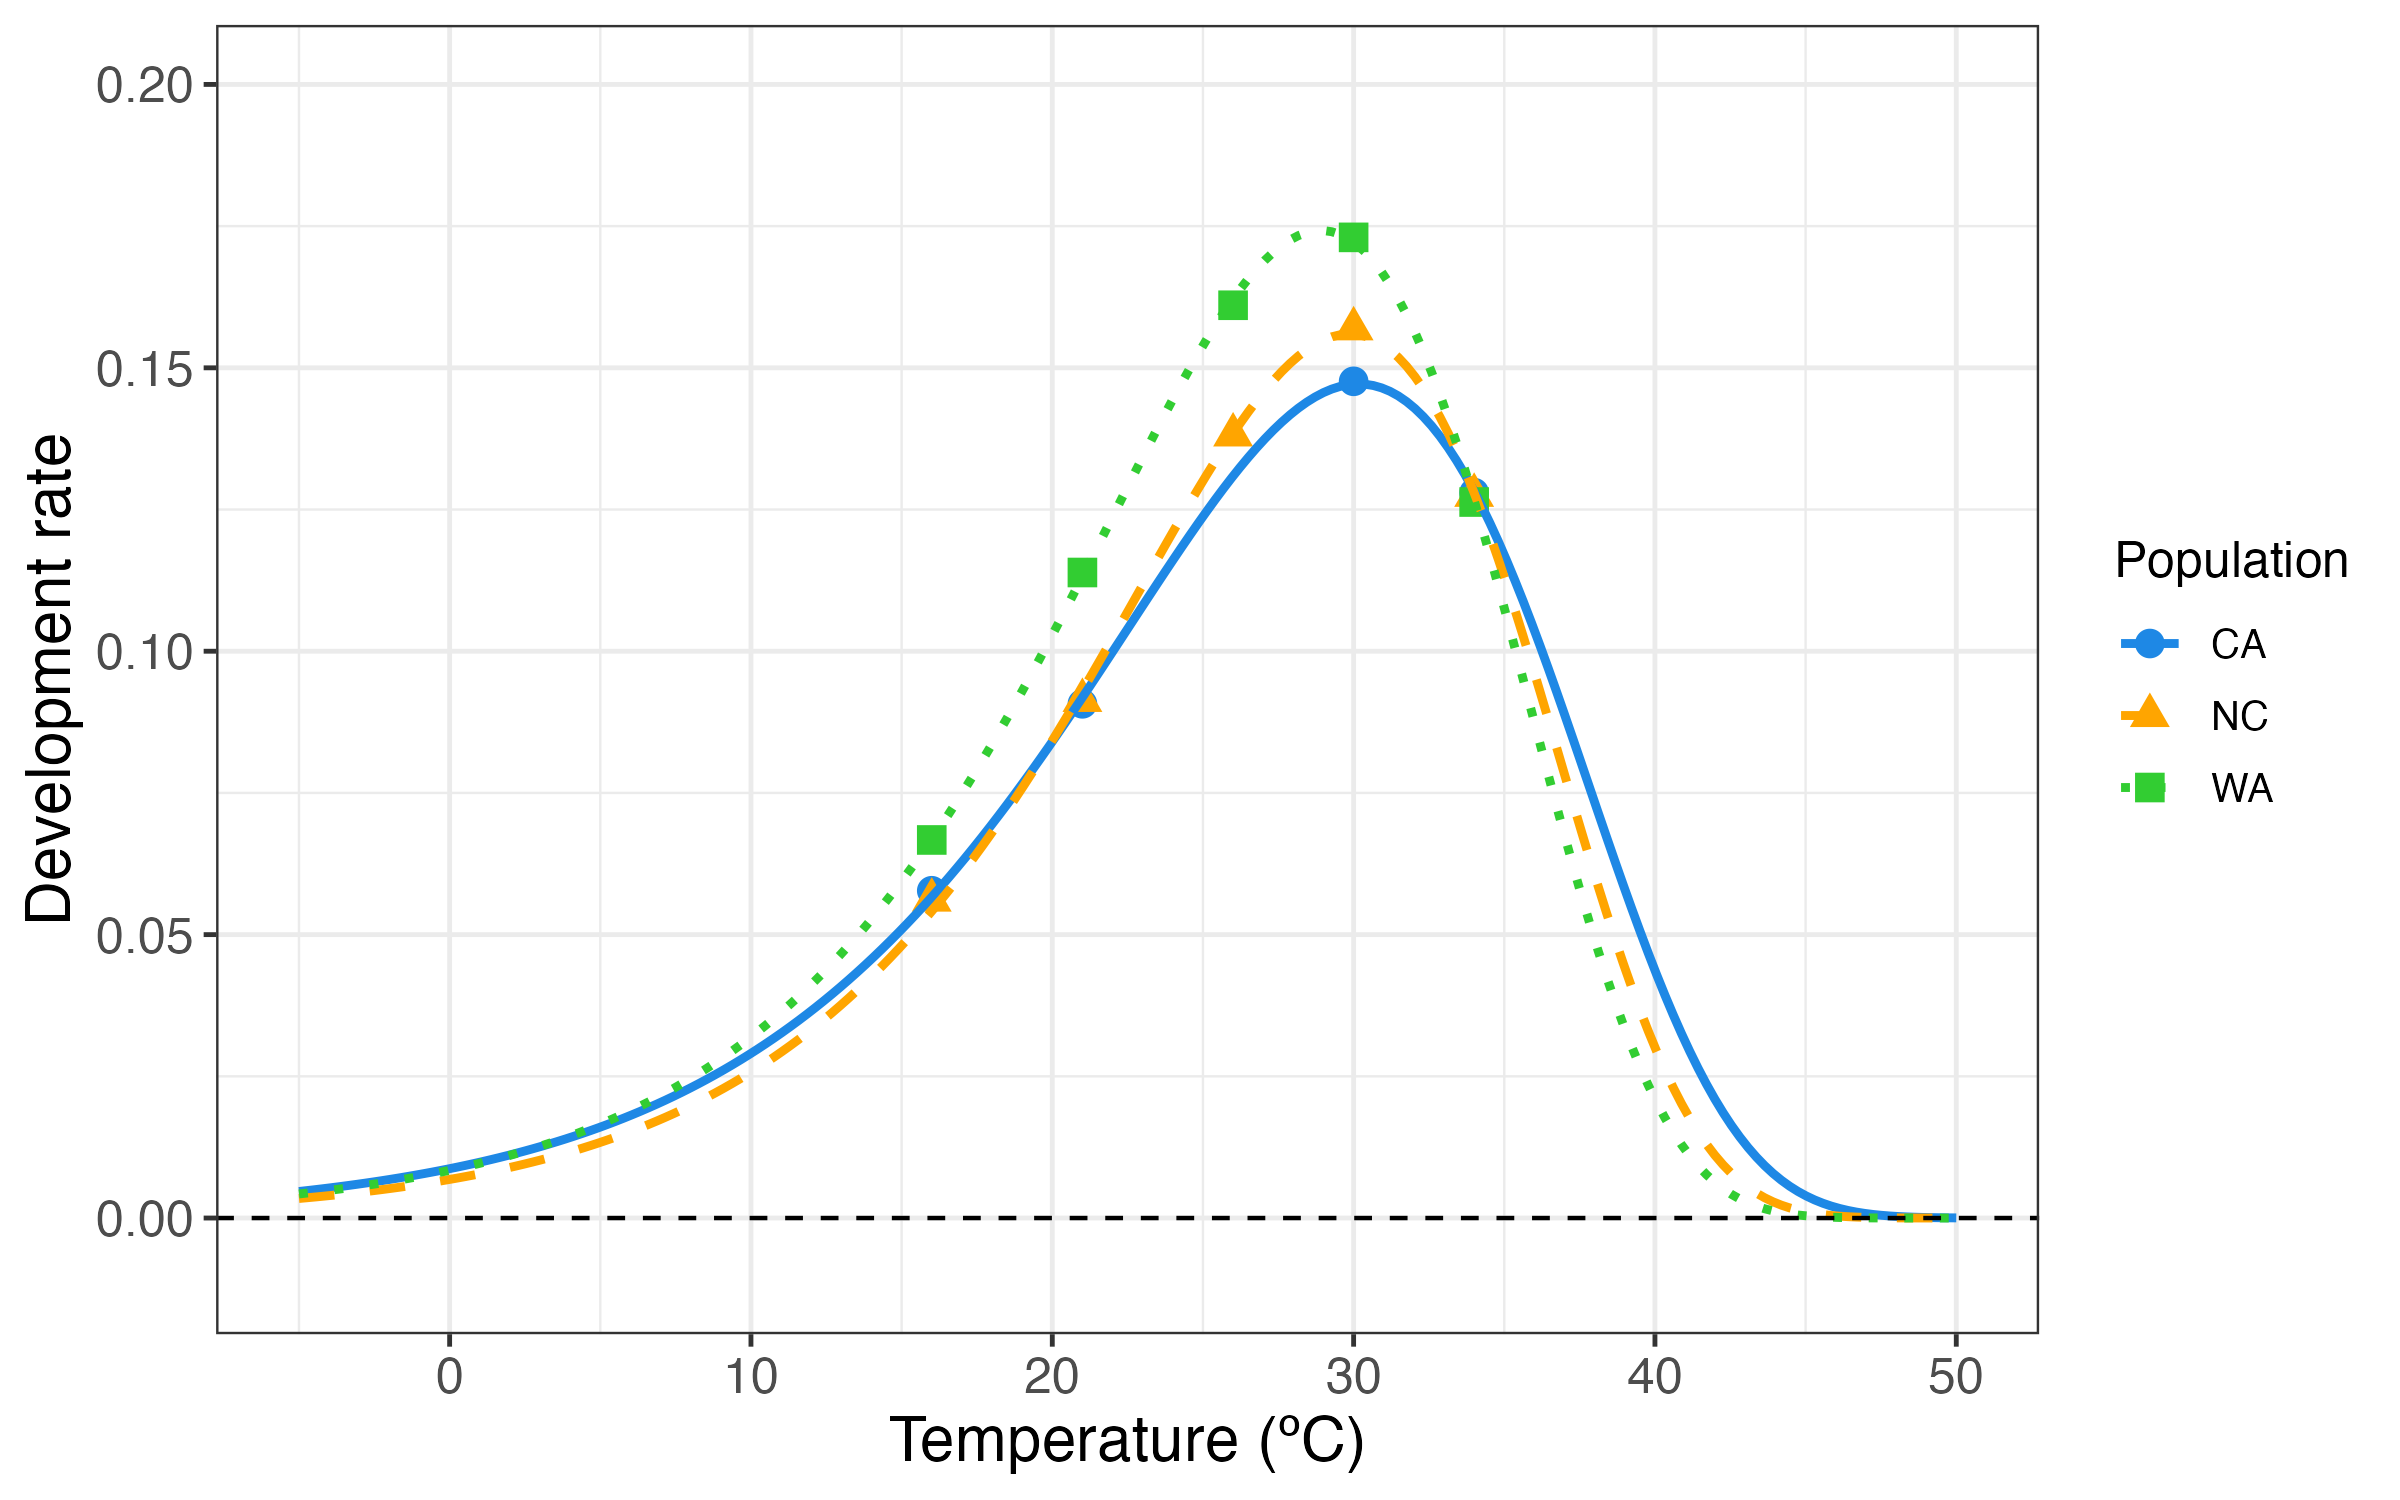 0.20
0.15
0.10
0.05
0.00
Development rate
0 10 20 30 40 50
Temperature (ºC)
Population
CA
NC
WA